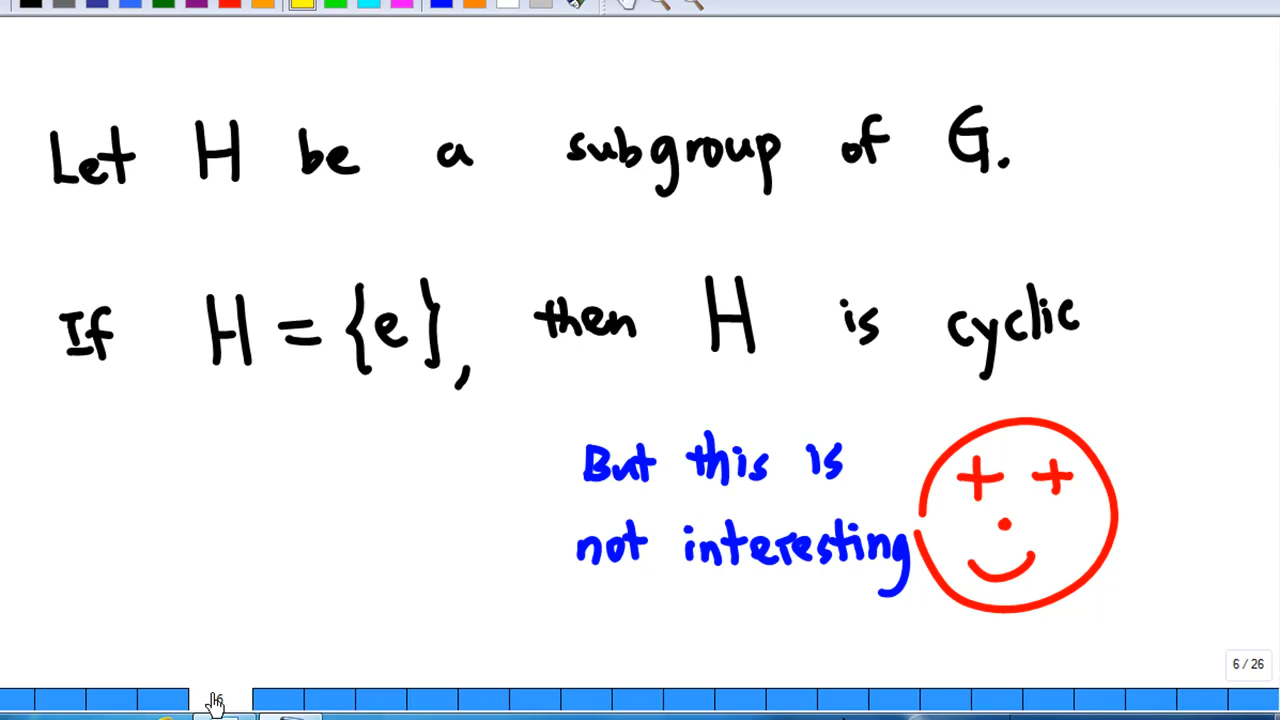 Let H be a subgroup of G.
If H = {e}, then H is cyclic
But this is
not interesting
6 / 26